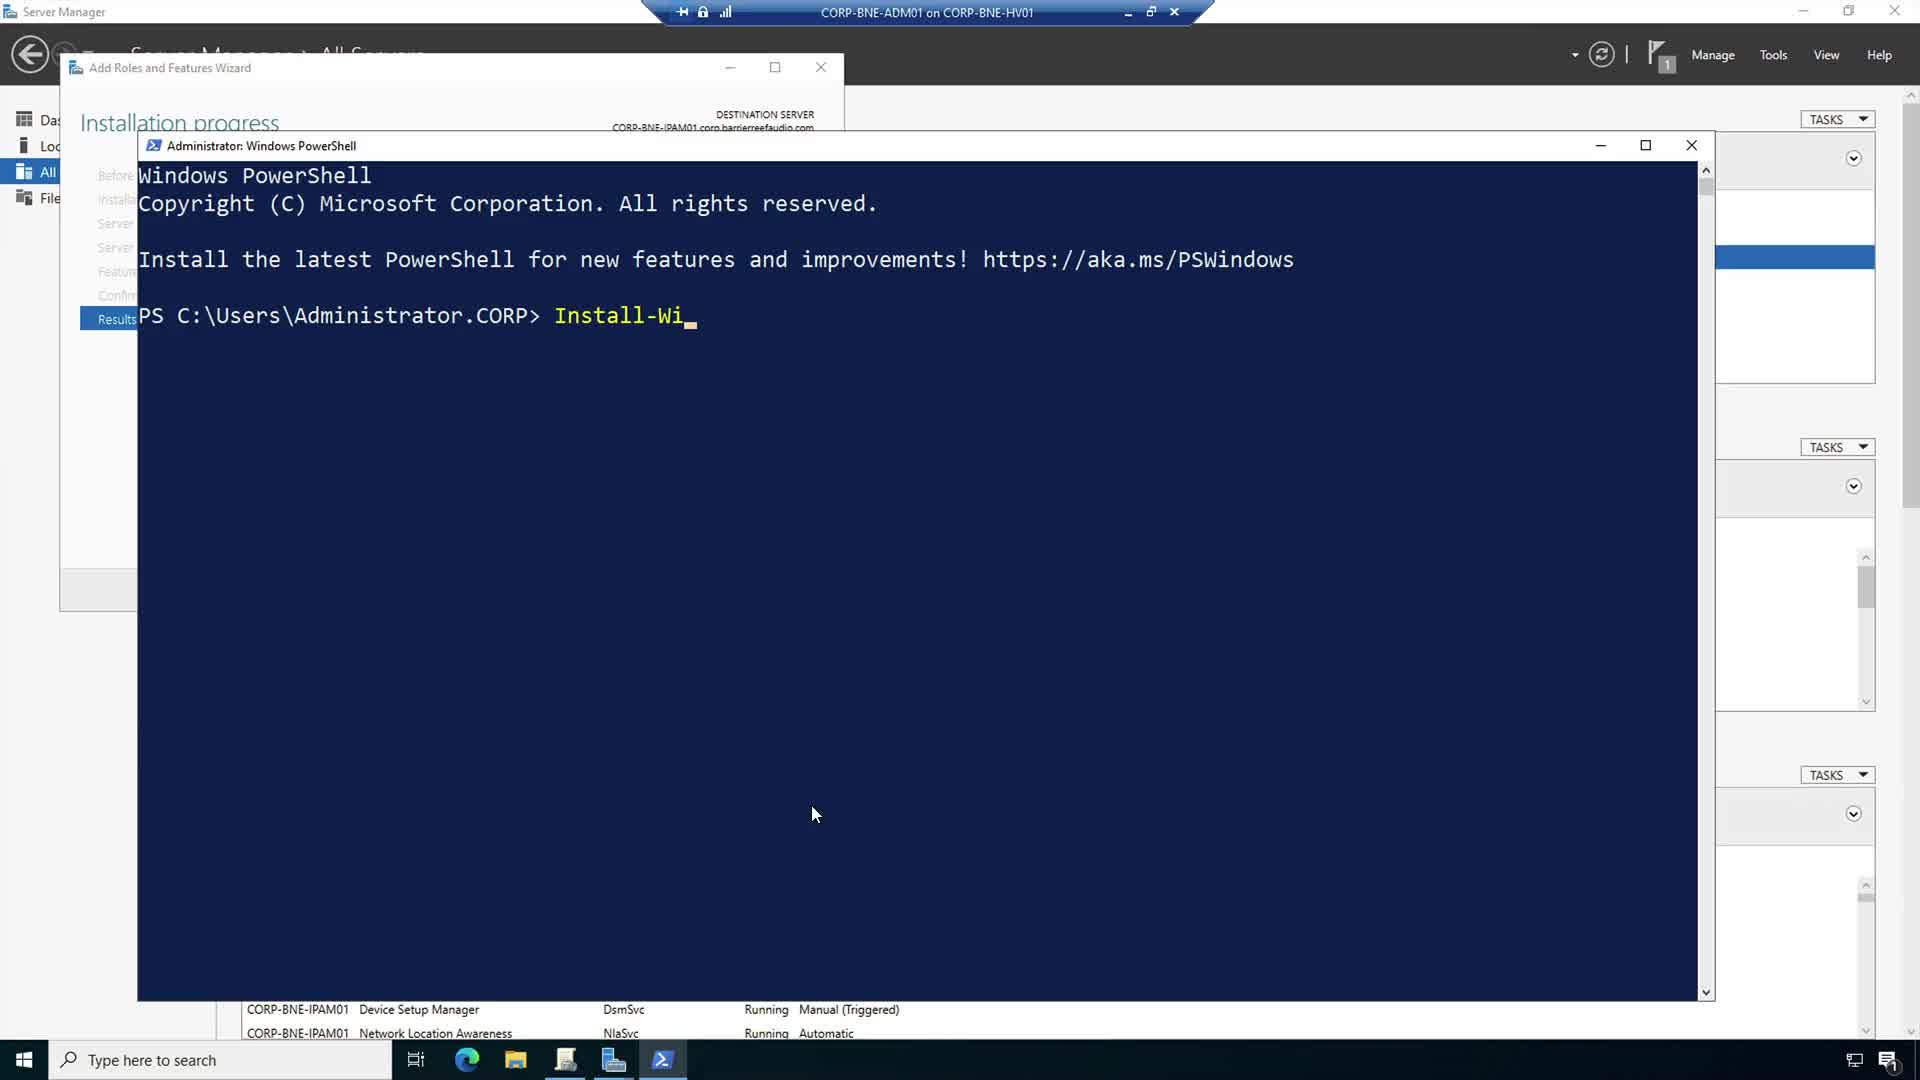 Server Manager
CORP-BNE-ADM01 on CORP-BNE-HV01
Server Manager › All Servers
1
Manage
Tools
View
Help
Add Roles and Features Wizard
Installation progress
DESTINATION SERVER
CORP-BNE-IPAM01.corp.barrierreefaudio.com
Das
Loc
All
File
Before
Installa
Server
Server
Feature
Confirm
Results
TASKS
TASKS
TASKS
Administrator: Windows PowerShell
Windows PowerShell
Copyright (C) Microsoft Corporation. All rights reserved.
Install the latest PowerShell for new features and improvements! https://aka.ms/PSWindows
PS C:\Users\Administrator.CORP> Install-Wi
CORP-BNE-IPAM01 Device Setup Manager DsmSvc Running Manual (Triggered)
CORP-BNE-IPAM01 Network Location Awareness NlaSvc Running Automatic
Type here to search
1